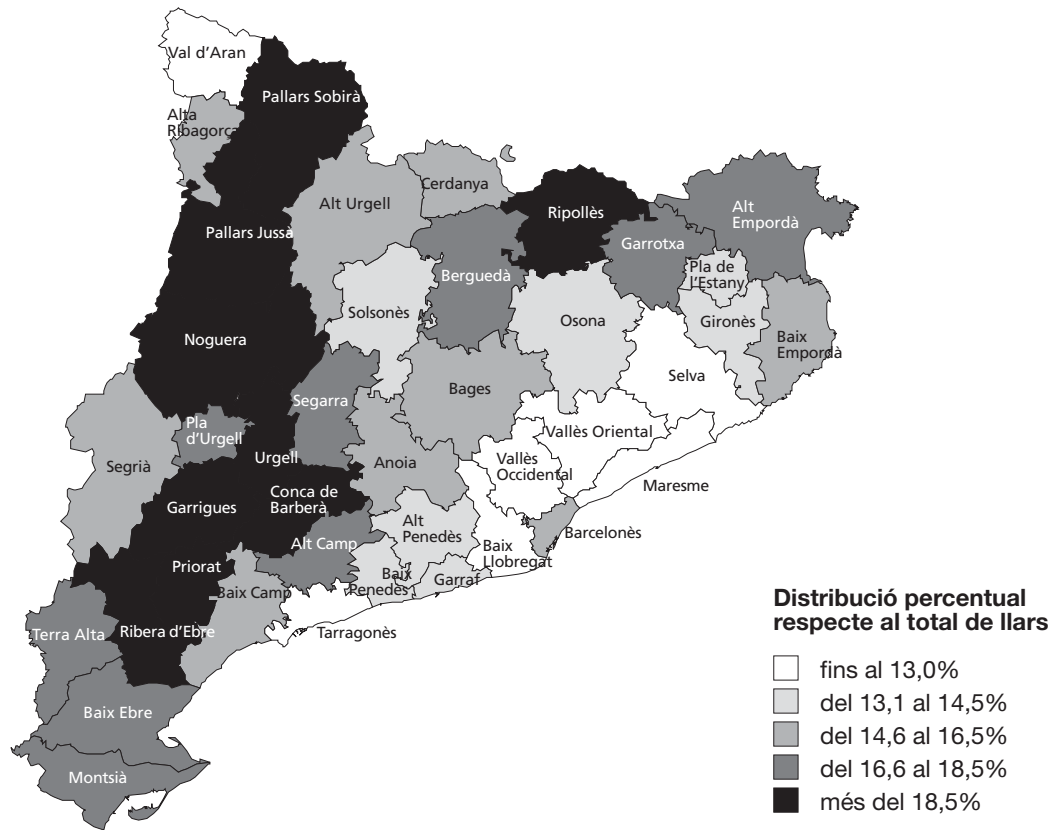 Val d'Aran
Pallars Sobirà
Alta
Ribagorça
Cerdanya
Alt Urgell
Ripollès
Alt
Empordà
Pallars Jussà
Garrotxa
Berguedà
Pla de
l'Estany
Solsonès
Osona
Gironès
Noguera
Baix
Empordà
Selva
Bages
Segarra
Pla
d'Urgell
Vallès Oriental
Urgell
Anoia
Vallès
Occidental
Segrià
Maresme
Conca de
Barberà
Garrigues
Alt
Penedès
Barcelonès
Alt Camp
Baix
Llobregat
Priorat
Baix
Penedès
Garraf
Baix Camp
Tarragonès
Terra Alta
Ribera d'Ebre
Baix Ebre
Montsià
Distribució percentual
respecte al total de llars
fins al 13,0%
del 13,1 al 14,5%
del 14,6 al 16,5%
del 16,6 al 18,5%
més del 18,5%